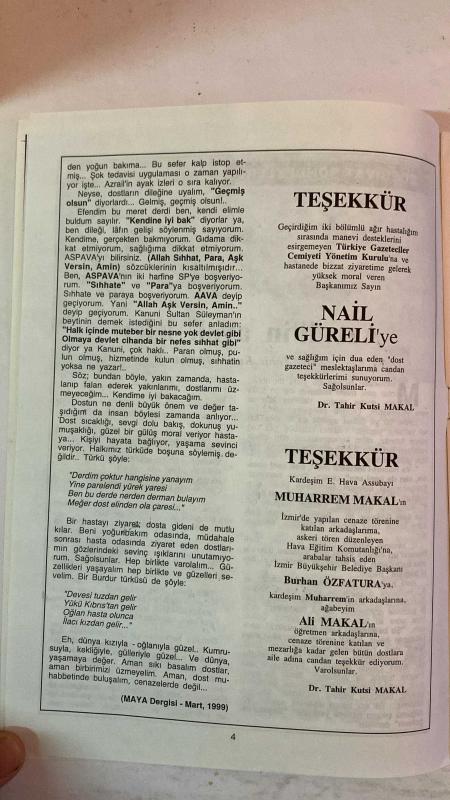 den yoğun bakıma... Bu sefer kalp istop et-
miş... Şok tedavisi uygulaması o zaman yapılı-
yor işte... Azrail'in ayak izleri o sıra kalıyor.
Neyse, dostların dileğine uyalım, "Geçmiş
olsun" diyorlardı... Gelmiş, geçmiş olsun!..
Efendim bu meret derdi ben, kendi elimle
buldum sayılır. "Kendine iyi bak" diyorlar ya,
ben dileği, lâfın gelişi söylenmiş sayıyorum.
Kendime, gerçekten bakmıyorum. Gıdama dik-
kat etmiyorum, sağlığıma dikkat etmiyorum.
ASPAVA'yı bilirsiniz. (Allah Sıhhat, Para, Aşk
Versin, Amin) sözcüklerinin kısaltılmışıdır...
Ben, ASPAVA'nın iki harfine SP'ye boşveriyo-
rum. "Sıhhate" ve "Para"ya boşveriyorum.
Sıhhate ve paraya boşveriyorum. AAVA deyip
geçiyorum. Yani "Allah Aşk Versin, Amin.."
deyip geçiyorum. Kanuni Sultan Süleyman'ın
beytinin demek istediğini bu sefer anladım:
"Halk içinde muteber bir nesne yok devlet gibi
Olmaya devlet cihanda bir nefes sıhhat gibi"
diyor ya Kanuni, çok haklı.. Paran olmuş, pu-
lun olmuş, hizmetinde kulun olmuş, sıhhatin
yoksa ne yazar!..
Söz; bundan böyle, yakın zamanda, hasta-
lanıp falan ederek yakınlarımı, dostlarımı üz-
meyeceğim... Kendime iyi bakacağım.
Dostun ne denli büyük önem ve değer ta-
şıdığım da insan böylesi zamanda anlıyor...
Dost sıcaklığı, sevgi dolu bakış, dokunuş yu-
muşaklığı, güzel bir gülüş moral veriyor hasta-
ya... Kişiyi hayata bağlıyor, yaşama sevinci
veriyor. Halkımız türküde boşuna söylemiş de-
ğildir.. Türkü şöyle:
"Derdim çoktur hangisine yanayım
Yine parelendi yürek yaresi
Ben bu derde nerden derman bulayım
Meğer dost elinden ola çaresi..."
Bir hastayı ziyaret; dosta gideni de mutlu
kılar. Beni yoğun bakım odasında, müdahale
sonrası hasta odasında ziyaret eden dostları-
mın gözlerindeki sevinç ışıklarını unutamıyo-
rum. Sağolsunlar. Hep birlikte varolalım... Gü-
zellikleri yaşayalım hep birlikte ve güzelleri se-
velim. Bir Burdur türküsü de şöyle:
"Devesi tuzdan gelir
Yükü Kıbrıs'tan gelir
Oğlan hasta olunca
İlacı kızdan gelir..."
Eh, dünya kızıyla - oğlanıyla güzel.. Kumru-
suyla, kekliğiyle, gülleriyle güzel... Ve dünya,
yaşamaya değer. Aman sıkı basalım dostlar,
aman birbirimizi üzmeyelim. Aman, dost mu-
habbetinde buluşalım, cenazelerde değil...
(MAYA Dergisi - Mart, 1999)
TEŞEKKÜR
Geçirdiğim iki bölümlü ağır hastalığım
sırasında manevi desteklerini
esirgemeyen Türkiye Gazeteciler
Cemiyeti Yönetim Kurulu'na ve
hastanede bizzat ziyaretime gelerek
yüksek moral veren
Başkanımız Sayın
NAİL
GÜRELİ'ye
ve sağlığım için dua eden "dost
gazeteci" meslektaşlarıma candan
teşekkürlerimi sunuyorum.
Sağolsunlar.
Dr. Tahir Kutsi MAKAL
TEŞEKKÜR
Kardeşim E. Hava Assubayı
MUHARREM MAKAL'ın
İzmir'de yapılan cenaze törenine
katılan arkadaşlarına,
askeri tören düzenleyen
Hava Eğitim Komutanlığı'na,
arabalar tahsis eden
İzmir Büyükşehir Belediye Başkanı
Burhan ÖZFATURA'ya,
kardeşim Muharrem'in arkadaşlarına,
ağabeyim
Ali MAKAL'ın
öğretmen arkadaşlarına,
cenaze törenine katılan ve
mezarlığa kadar gelen bütün dostlara
aile adına candan teşekkür ediyorum.
Varolsunlar.
Dr. Tahir Kutsi MAKAL
4